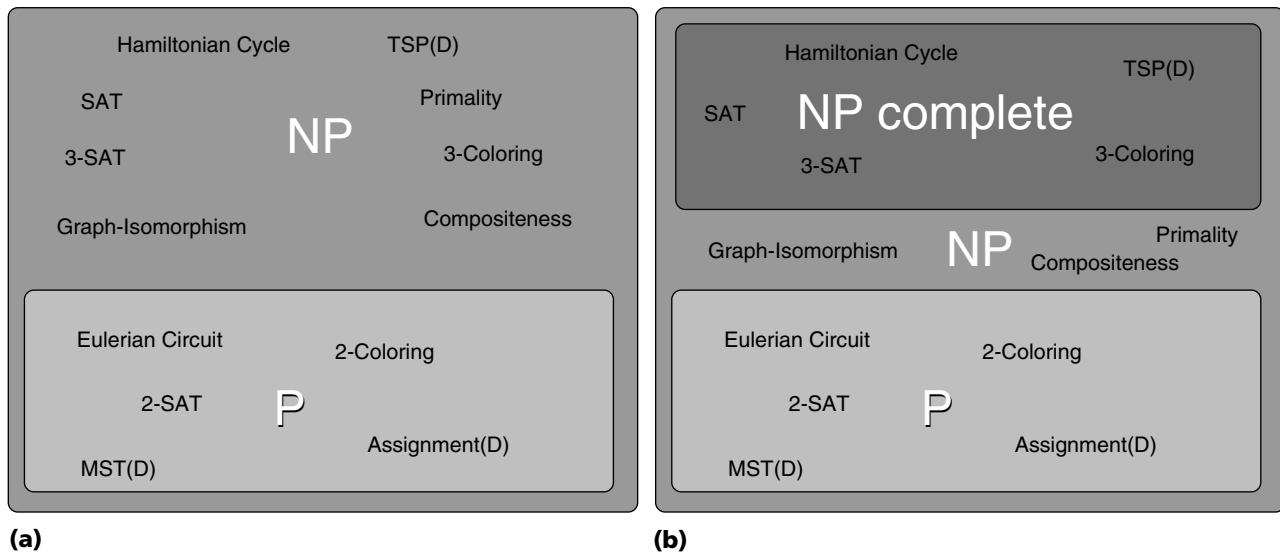 Hamiltonian Cycle
TSP(D)
SAT
Primality
NP
3-SAT
3-Coloring
Graph-Isomorphism
Compositeness
Eulerian Circuit
2-Coloring
2-SAT
P
Assignment(D)
MST(D)
(a)
Hamiltonian Cycle
TSP(D)
SAT
NP complete
3-SAT
3-Coloring
Graph-Isomorphism
NP
Primality
Compositeness
Eulerian Circuit
2-Coloring
2-SAT
P
Assignment(D)
MST(D)
(b)